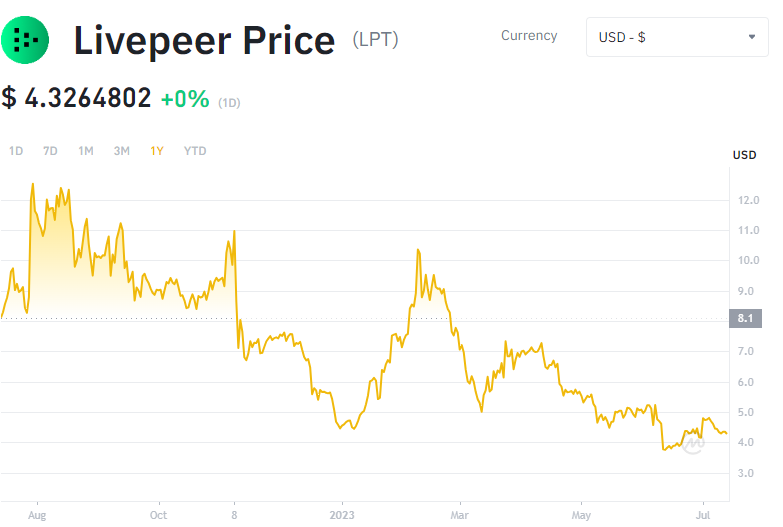 Livepeer Price (LPT)
Currency
USD - $
$ 4.3264802 +0% (1D)
1D 7D 1M 3M 1Y YTD
USD
12.0
11.0
10.0
9.0
8.1
7.0
6.0
5.0
4.0
3.0
Aug Oct 8 2023 Mar May Jul